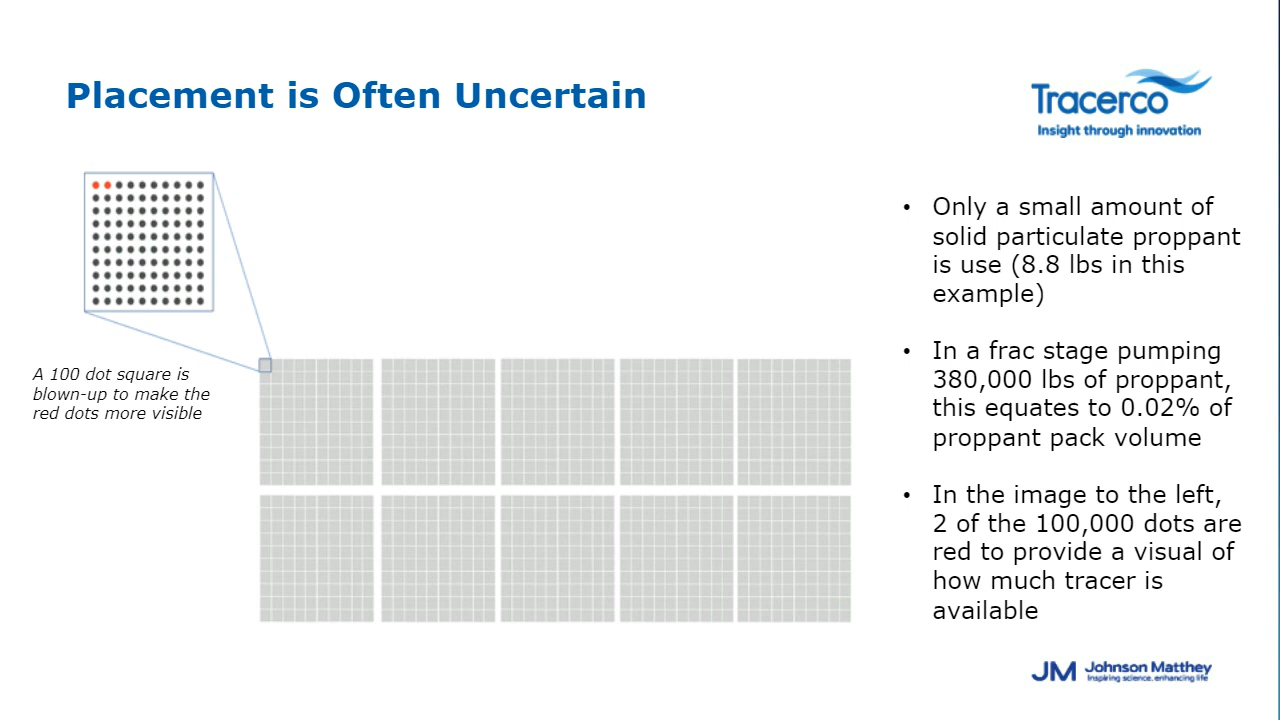 Placement is Often Uncertain
Tracerco
Insight through innovation
A 100 dot square is
blown-up to make the
red dots more visible
• Only a small amount of
solid particulate proppant
is use (8.8 lbs in this
example)
• In a frac stage pumping
380,000 lbs of proppant,
this equates to 0.02% of
proppant pack volume
• In the image to the left,
2 of the 100,000 dots are
red to provide a visual of
how much tracer is
available
JM Johnson Matthey
Inspiring science, enhancing life